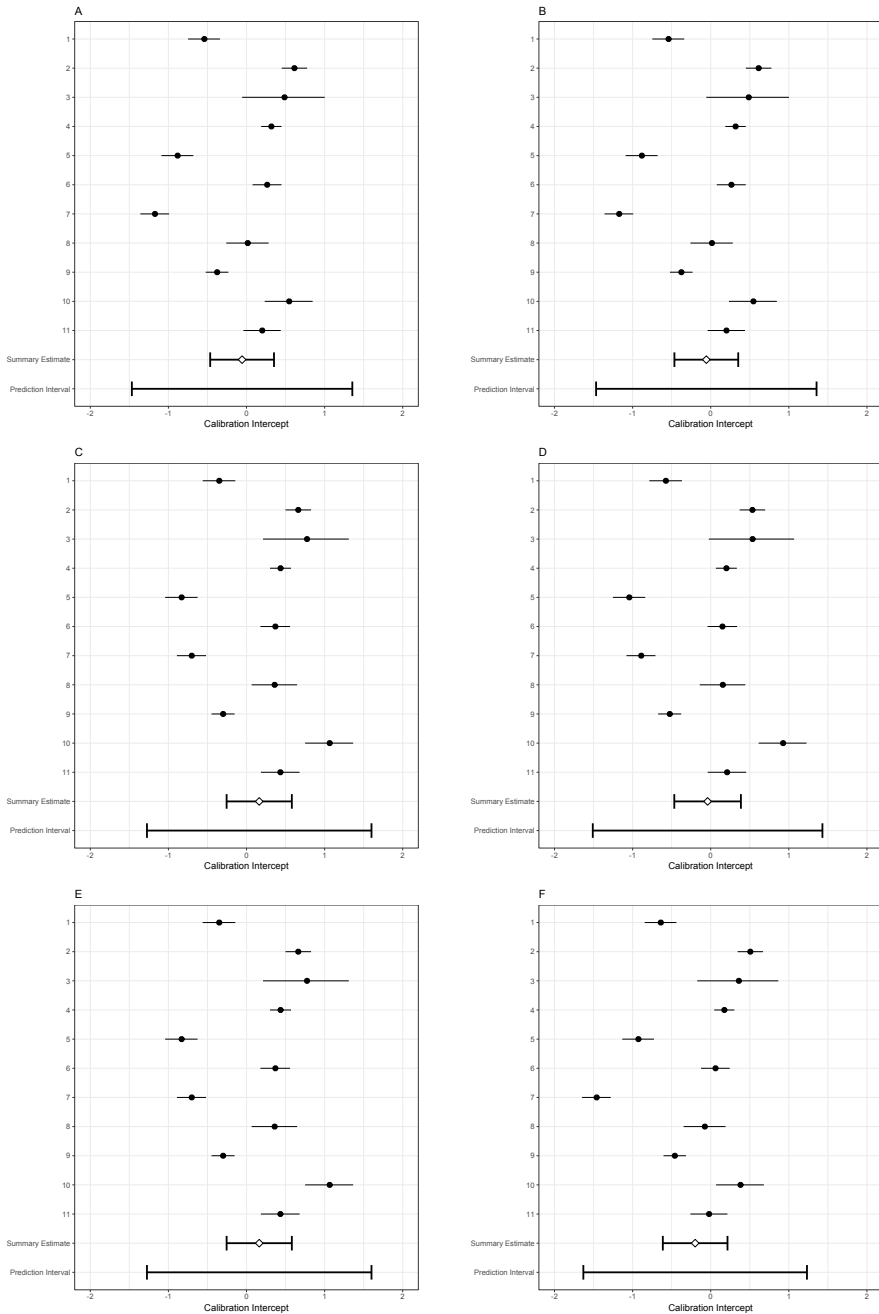 A
1
2
3
4
5
6
7
8
9
10
11
Summary Estimate
Prediction Interval
-2 -1 0 1 2
Calibration Intercept
B
1
2
3
4
5
6
7
8
9
10
11
Summary Estimate
Prediction Interval
-2 -1 0 1 2
Calibration Intercept
C
1
2
3
4
5
6
7
8
9
10
11
Summary Estimate
Prediction Interval
-2 -1 0 1 2
Calibration Intercept
D
1
2
3
4
5
6
7
8
9
10
11
Summary Estimate
Prediction Interval
-2 -1 0 1 2
Calibration Intercept
E
1
2
3
4
5
6
7
8
9
10
11
Summary Estimate
Prediction Interval
-2 -1 0 1 2
Calibration Intercept
F
1
2
3
4
5
6
7
8
9
10
11
Summary Estimate
Prediction Interval
-2 -1 0 1 2
Calibration Intercept